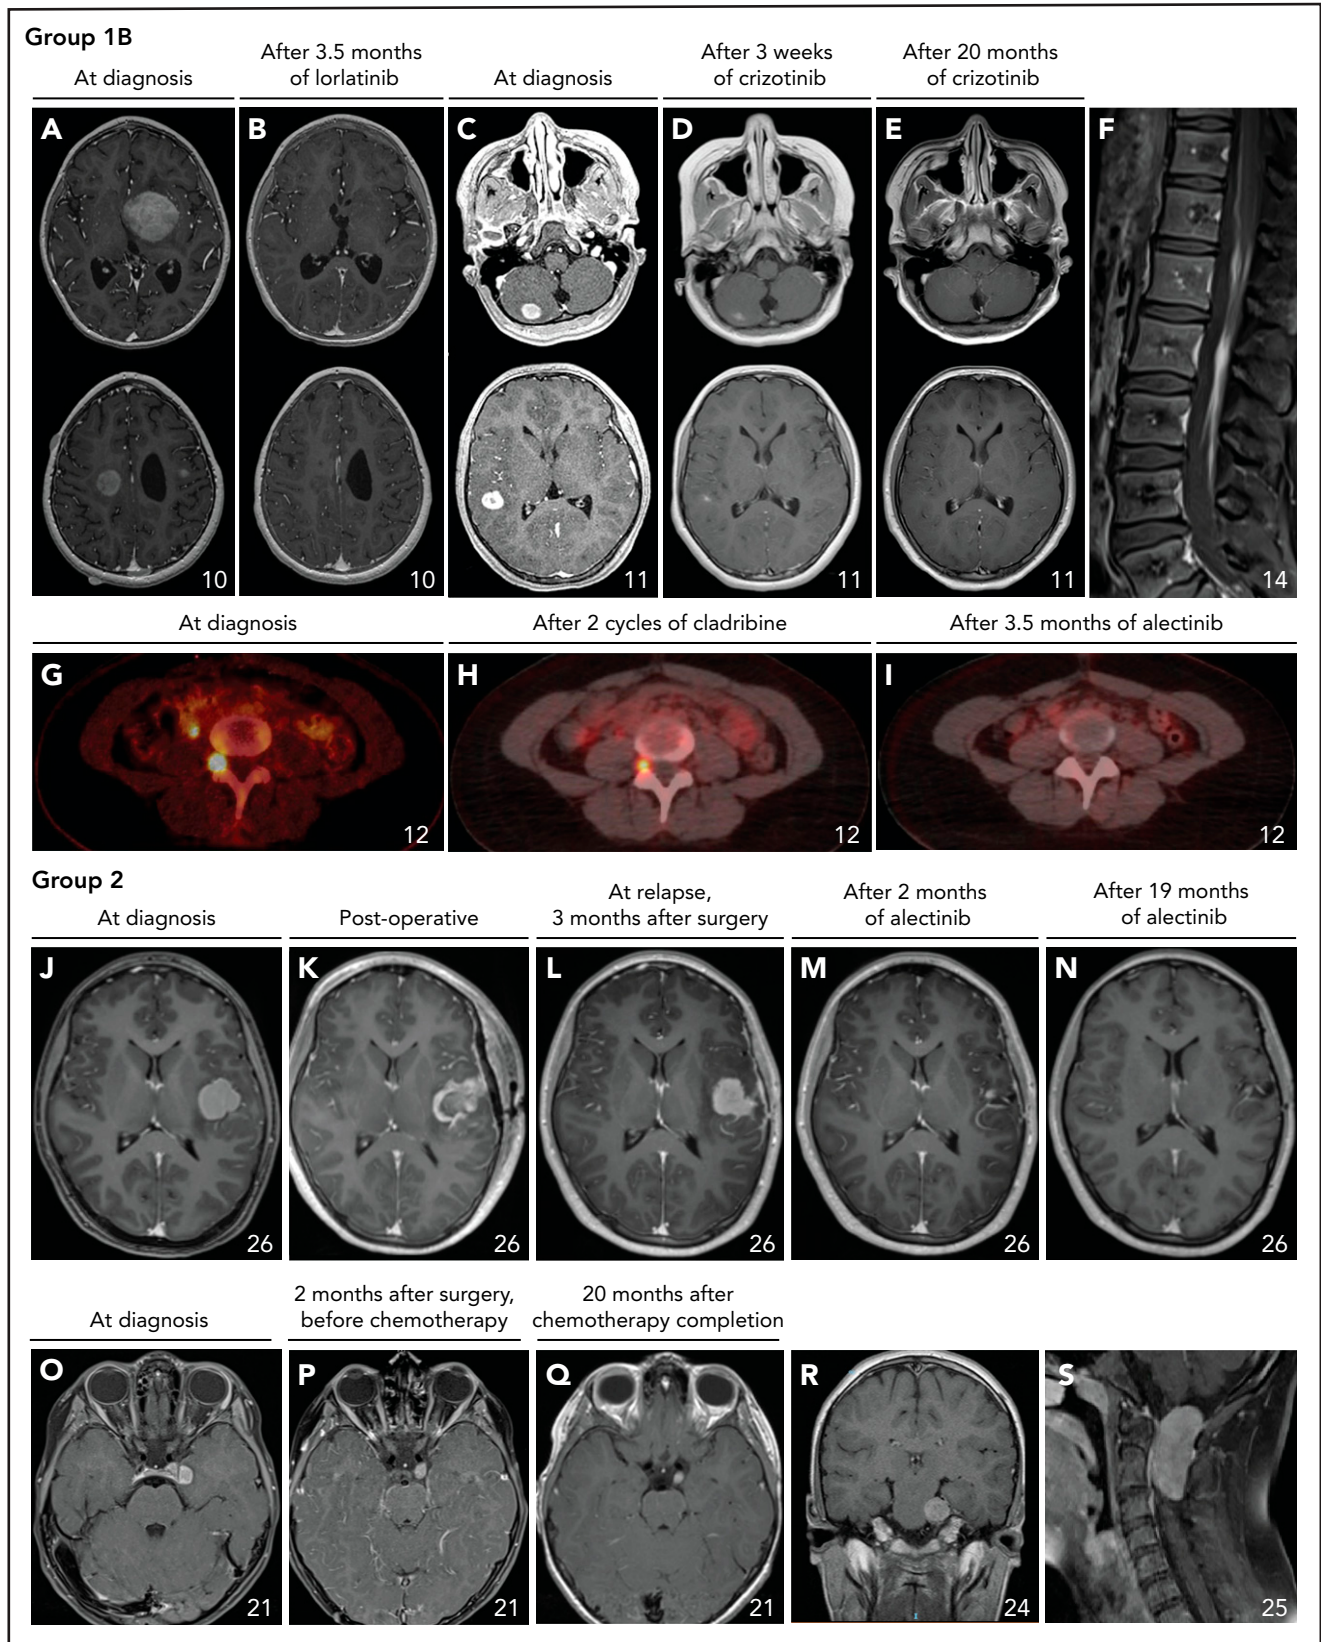 Group 1B
At diagnosis
After 3.5 months
of lorlatinib
At diagnosis
After 3 weeks
of crizotinib
After 20 months
of crizotinib
A
B
C
D
E
F
10
10
11
11
11
14
At diagnosis
After 2 cycles of cladribine
After 3.5 months of alectinib
G
H
I
12
12
12
Group 2
At diagnosis
Post-operative
At relapse,
3 months after surgery
After 2 months
of alectinib
After 19 months
of alectinib
J
K
L
M
N
26
26
26
26
26
At diagnosis
2 months after surgery,
before chemotherapy
20 months after
chemotherapy completion
O
P
Q
R
S
21
21
21
24
25